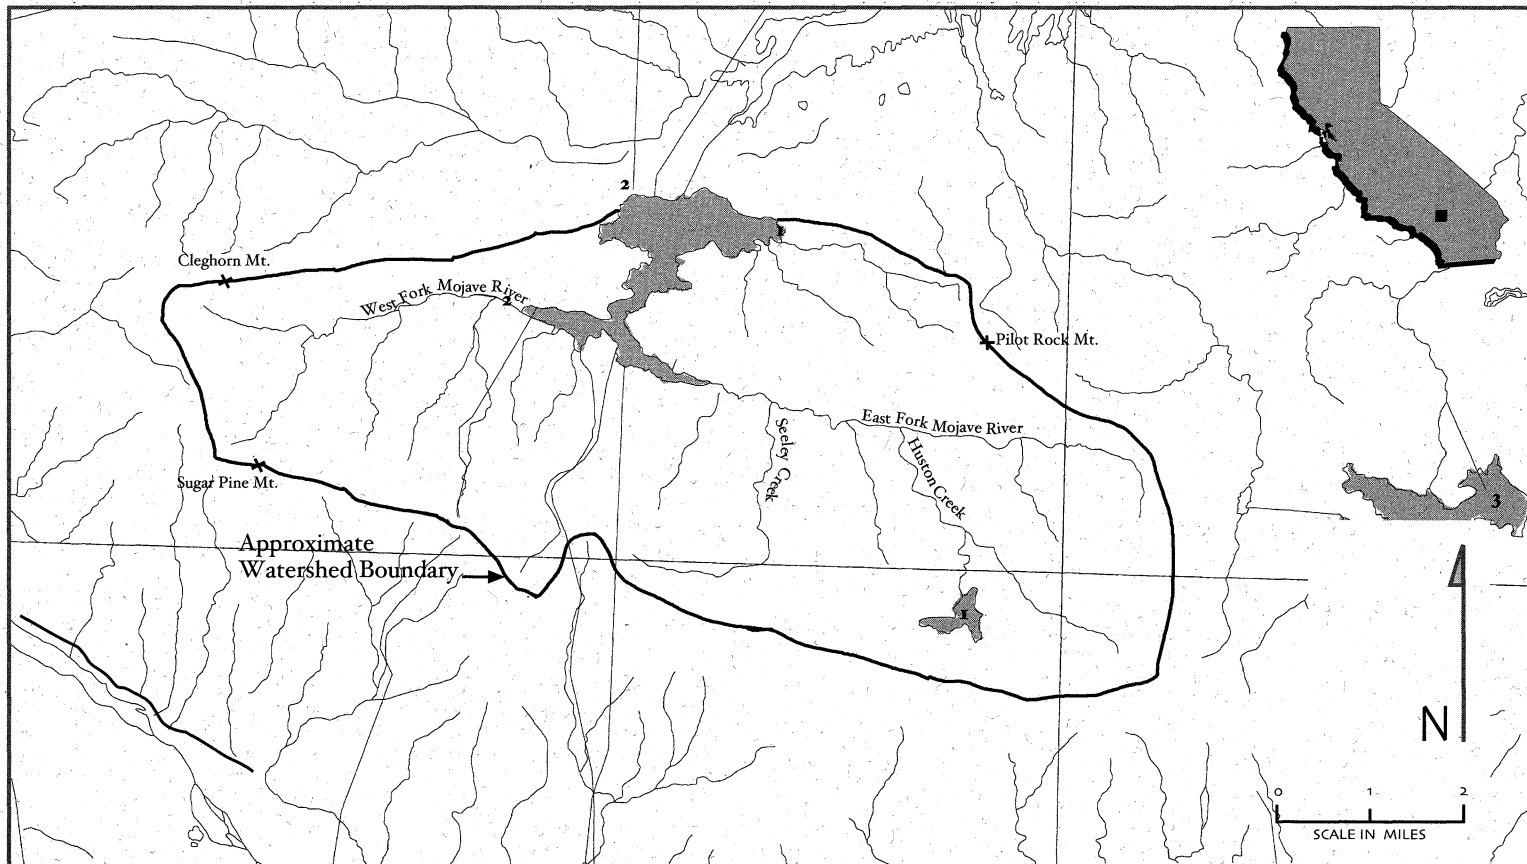 2
1
Cleghorn Mt.
West Fork Mojave River
2
Pilot Rock Mt.
East Fork Mojave River
Seeley Creek
Huston Creek
Sugar Pine Mt.
3
Approximate
Watershed Boundary
1
N
0 1 2
SCALE IN MILES